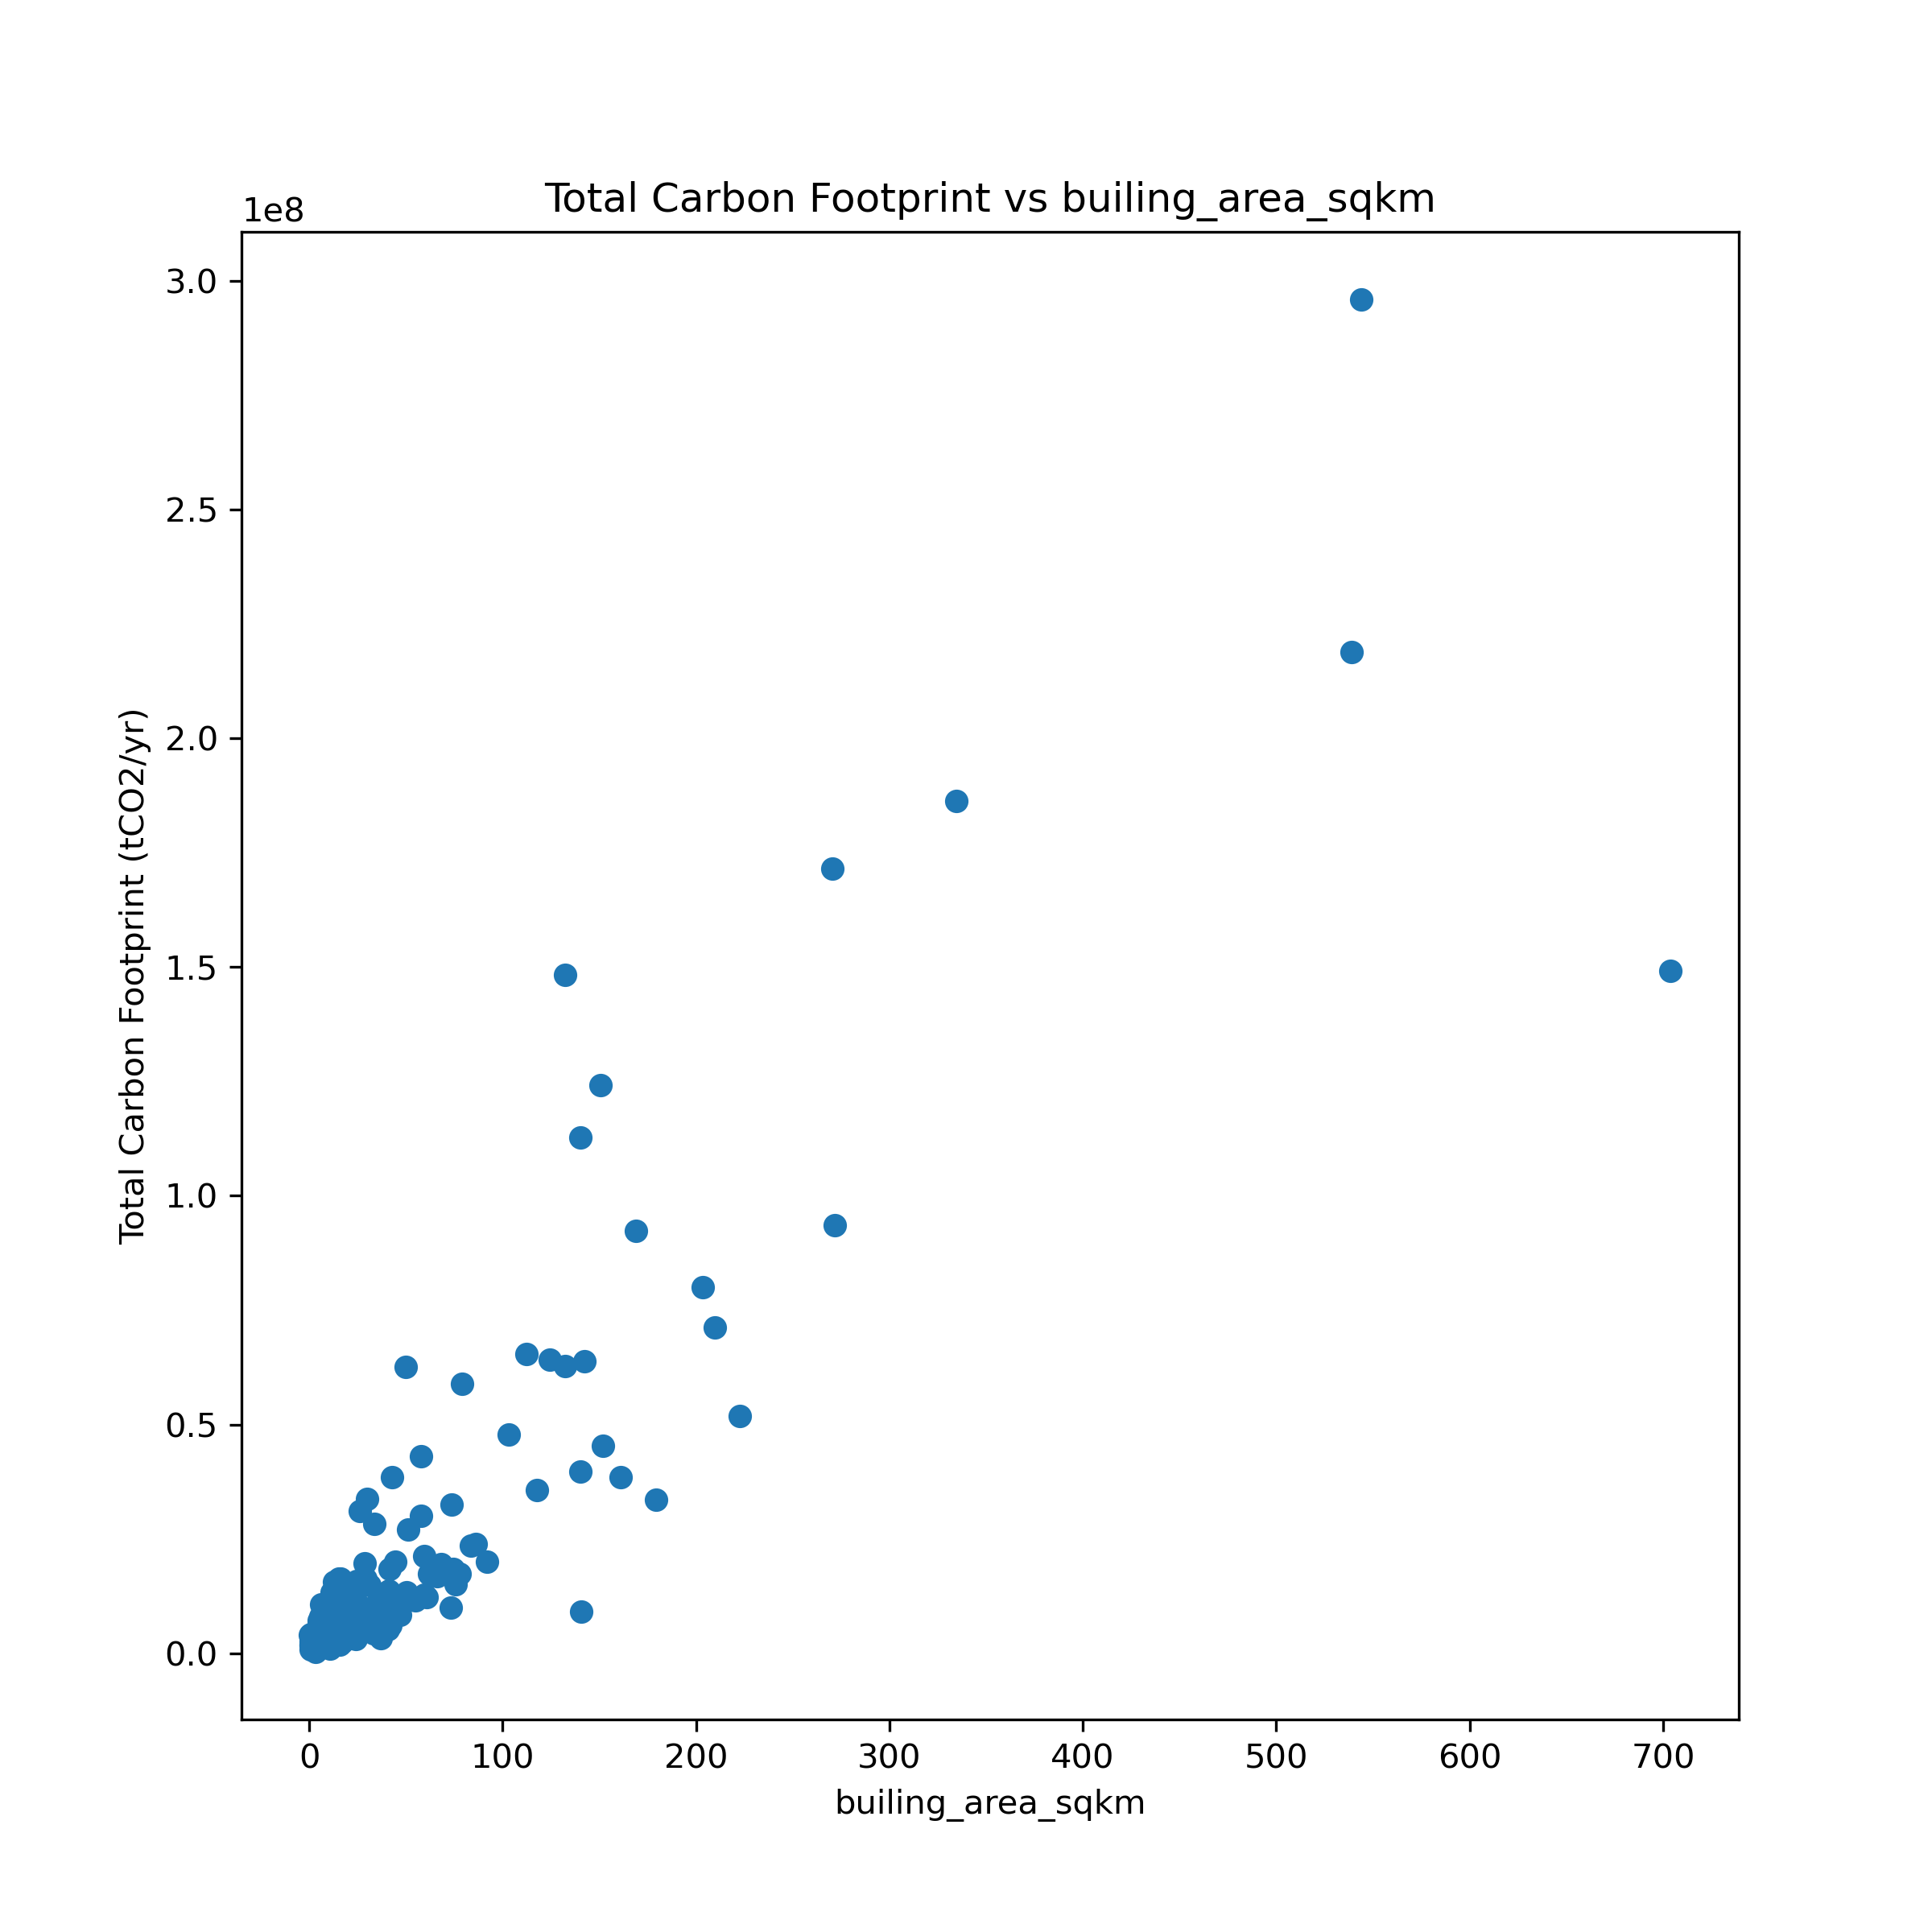 Total Carbon Footprint vs builing_area_sqkm
1e8
3.0
2.5
2.0
1.5
1.0
0.5
0.0
Total Carbon Footprint (tCO2/yr)
0 100 200 300 400 500 600 700
builing_area_sqkm